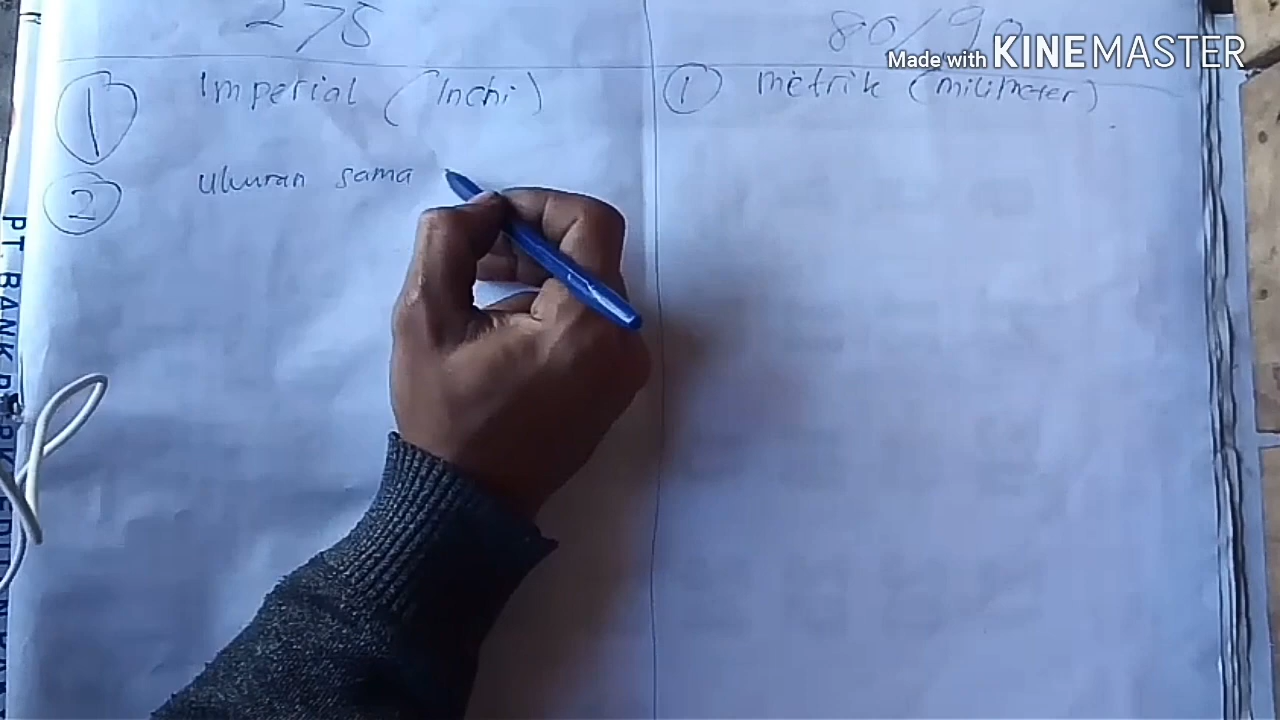 275
80/90
Made with KINEMASTER
1 Imperial (Inchi)
1 metrik (milimeter)
2 ukuran sama
PT. BANK